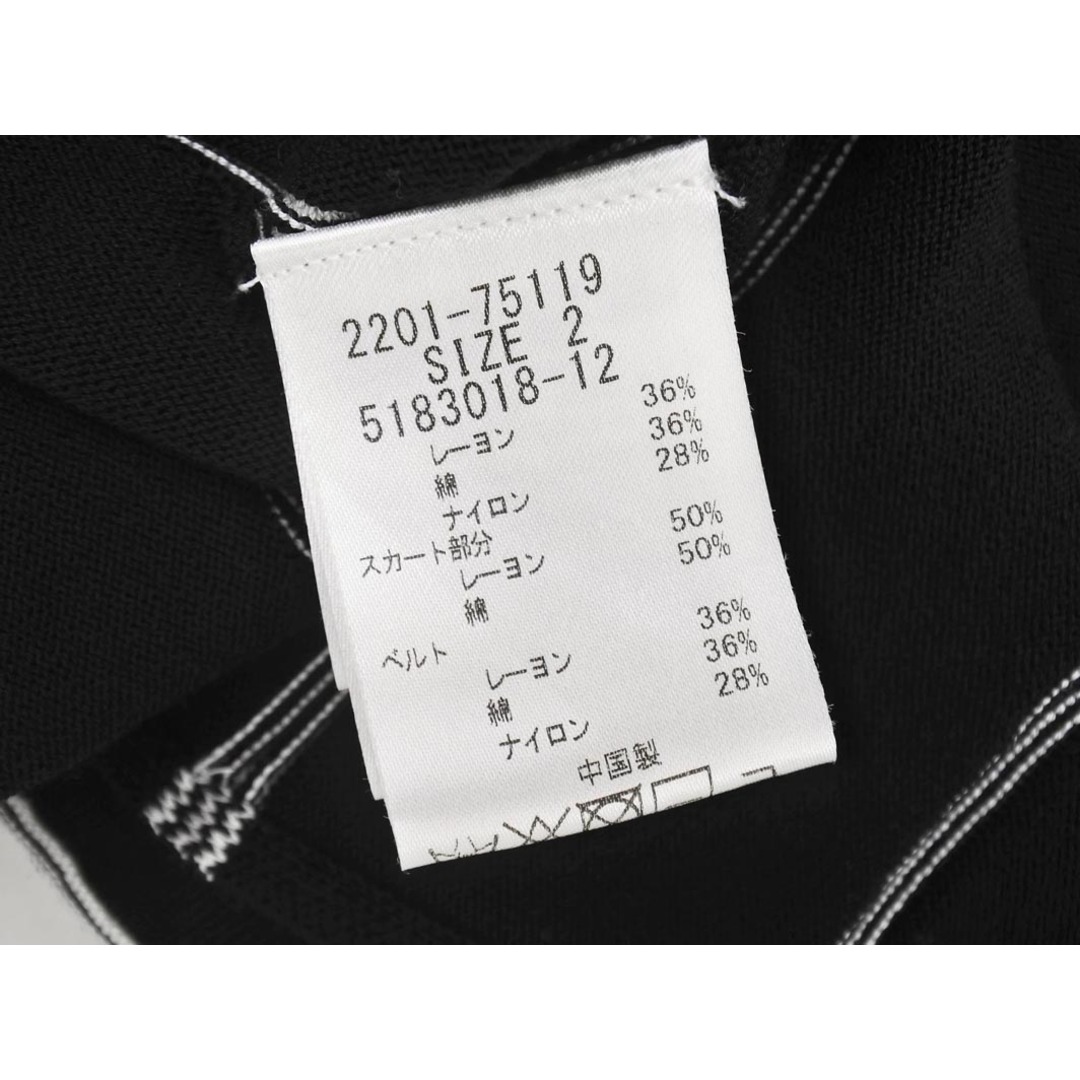 2201-75119
SIZE 2
5183018-12
レーヨン 36%
綿 36%
ナイロン 28%
スカート部分
レーヨン 50%
綿 50%
ベルト
レーヨン 36%
綿 36%
ナイロン 28%
中国製